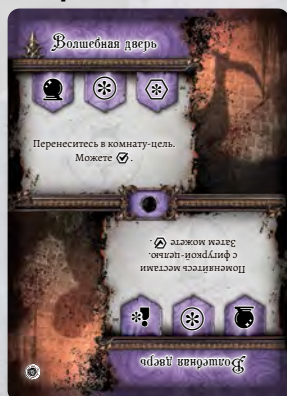 Волшебная дверь
Перенеситесь в комнату-цель.
Можете .
Поменяйтесь местами
с фигуркой-целью.
Затем можете .
Волшебная дверь